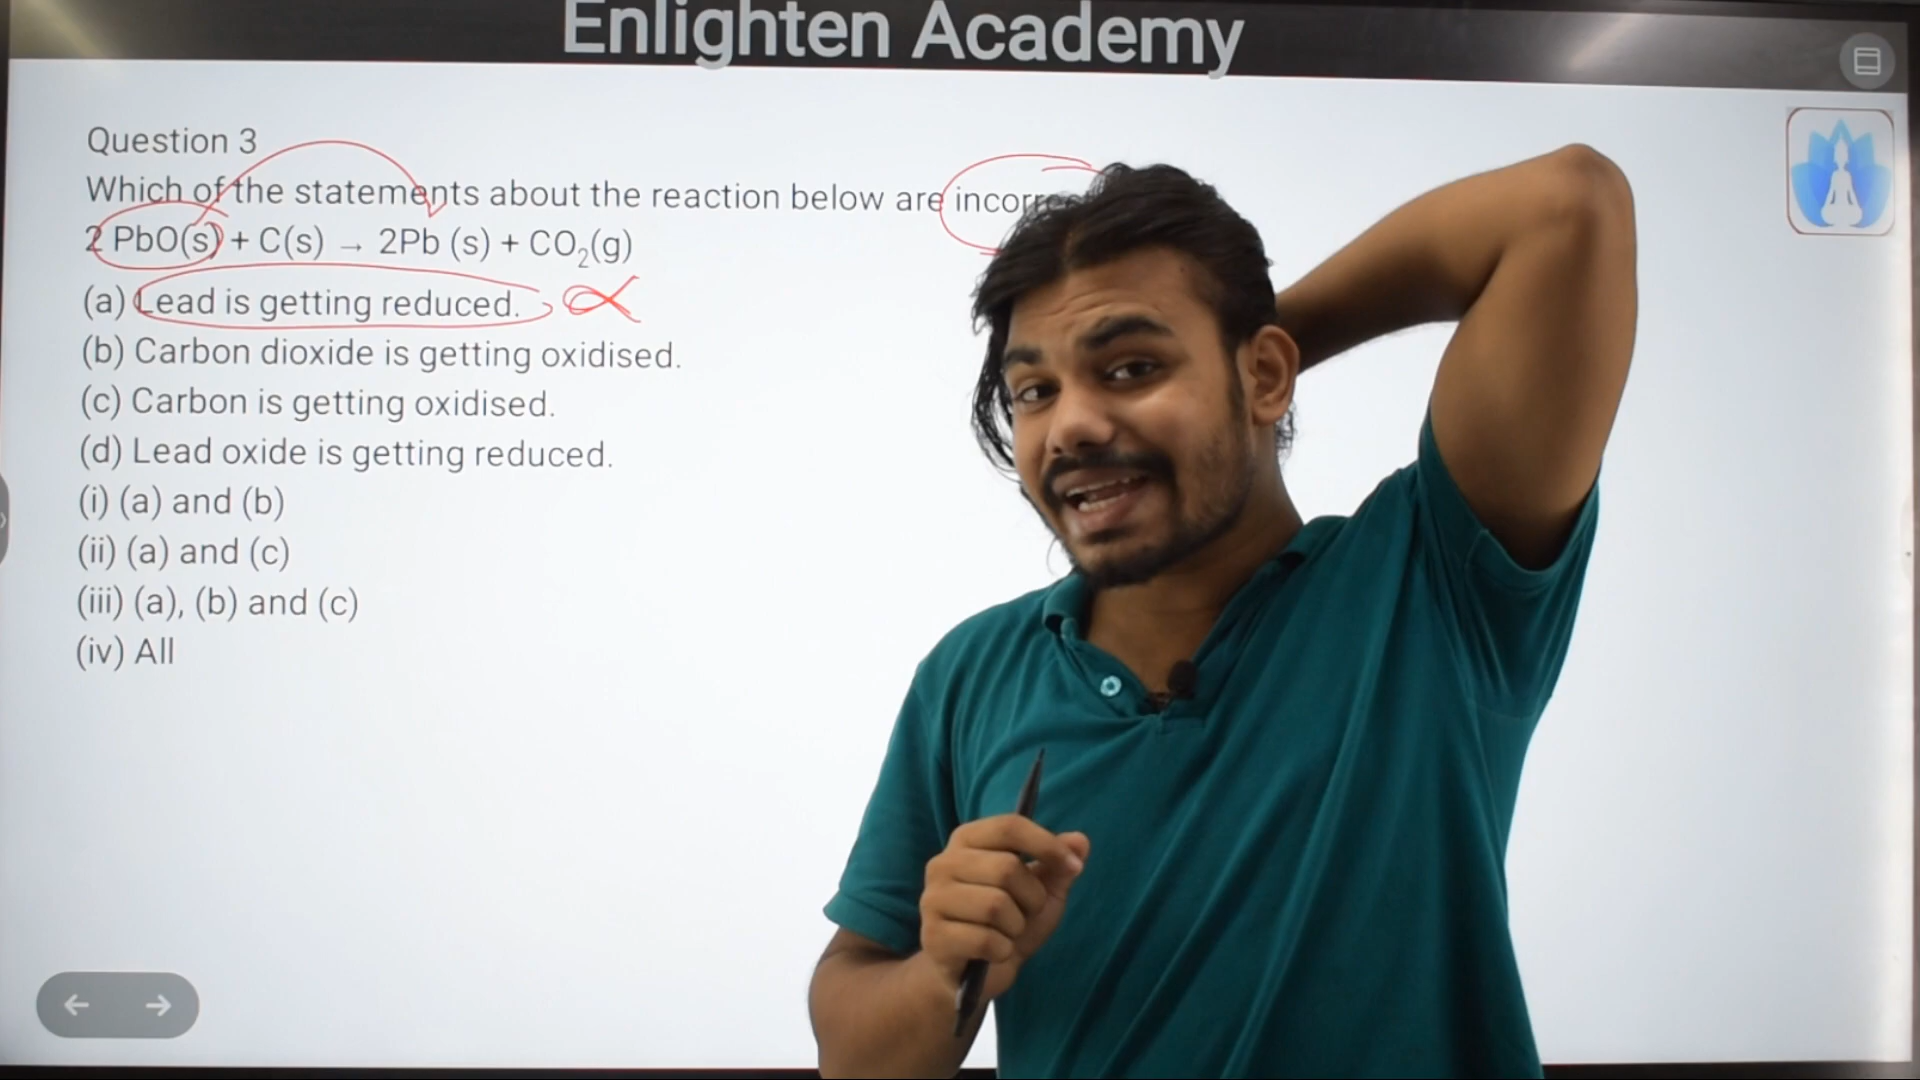 Enlighten Academy
Question 3
Which of the statements about the reaction below are
2 PbO(s) + C(s) → 2Pb (s) + CO₂(g)
(a) Lead is getting reduced.
(b) Carbon dioxide is getting oxidised.
(c) Carbon is getting oxidised.
(d) Lead oxide is getting reduced.
(i) (a) and (b)
(ii) (a) and (c)
(iii) (a), (b) and (c)
(iv) All